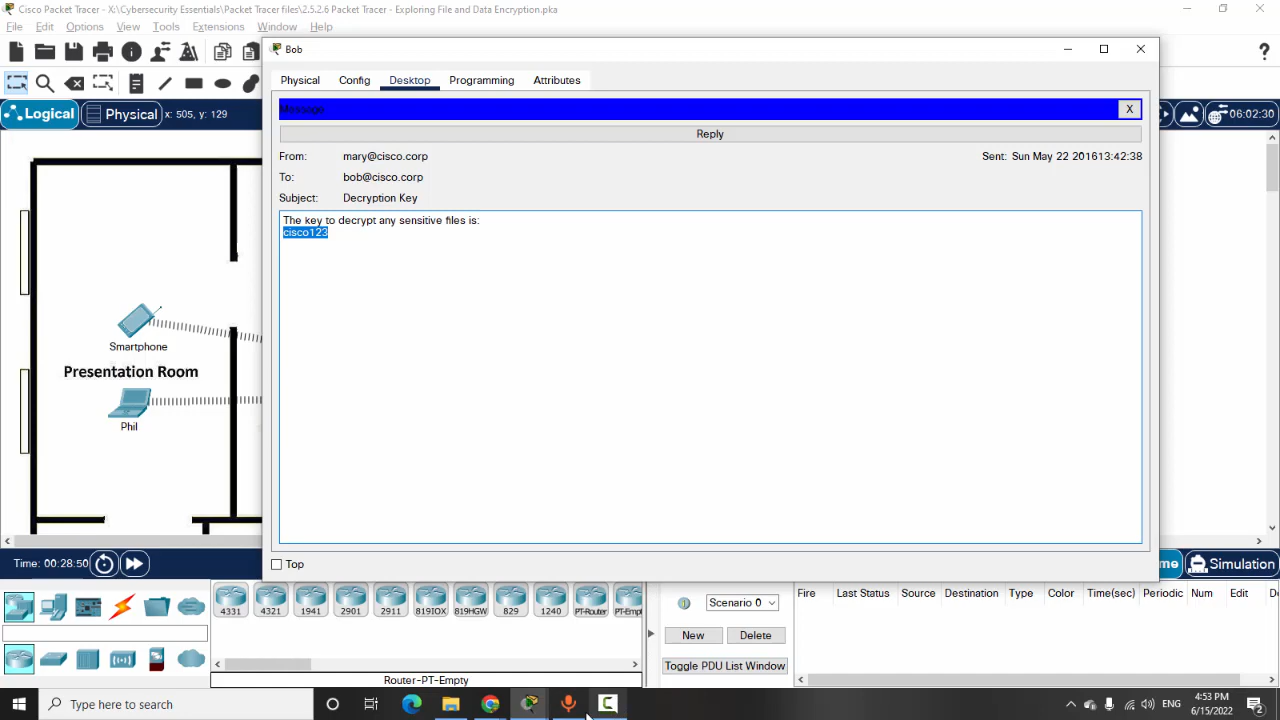 Cisco Packet Tracer - X:\Cybersecurity Essentials\Packet Tracer files\2.5.2.6 Packet Tracer - Exploring File and Data Encryption.pka
File Edit Options View Tools Extensions Window Help
Bob
Physical Config Desktop Programming Attributes
Logical Physical x: 505, y: 129
06:02:30
Message X
Reply
From: mary@cisco.corp Sent: Sun May 22 201613:42:38
To: bob@cisco.corp
Subject: Decryption Key
The key to decrypt any sensitive files is:
cisco123
Smartphone
Presentation Room
Phil
Top
Time: 00:28:50 me Simulation
4331 4321 1941 2901 2911 819IOX 819HGW 829 1240 PT-Router PT-Empt
Scenario 0
Fire Last Status Source Destination Type Color Time(sec) Periodic Num Edit De
New Delete
Toggle PDU List Window
Router-PT-Empty
Type here to search
ENG
4:53 PM
6/15/2022
2